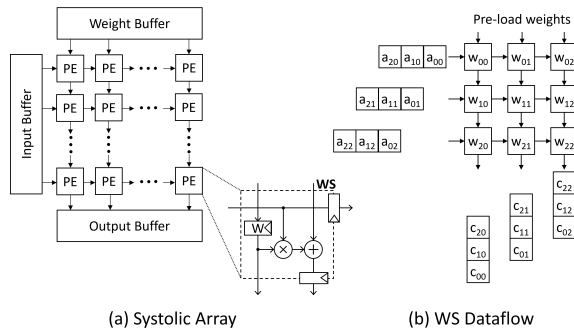 Weight Buffer
Input Buffer
PE PE • • • PE
PE PE • • • PE
PE PE • • • PE
Output Buffer
WS
W
× +
(a) Systolic Array
Pre-load weights
a20 a10 a00 w00 w01 w02
a21 a11 a01 w10 w11 w12
a22 a12 a02 w20 w21 w22
c22
c21 c12
c20 c11 c02
c10 c01
c00
(b) WS Dataflow